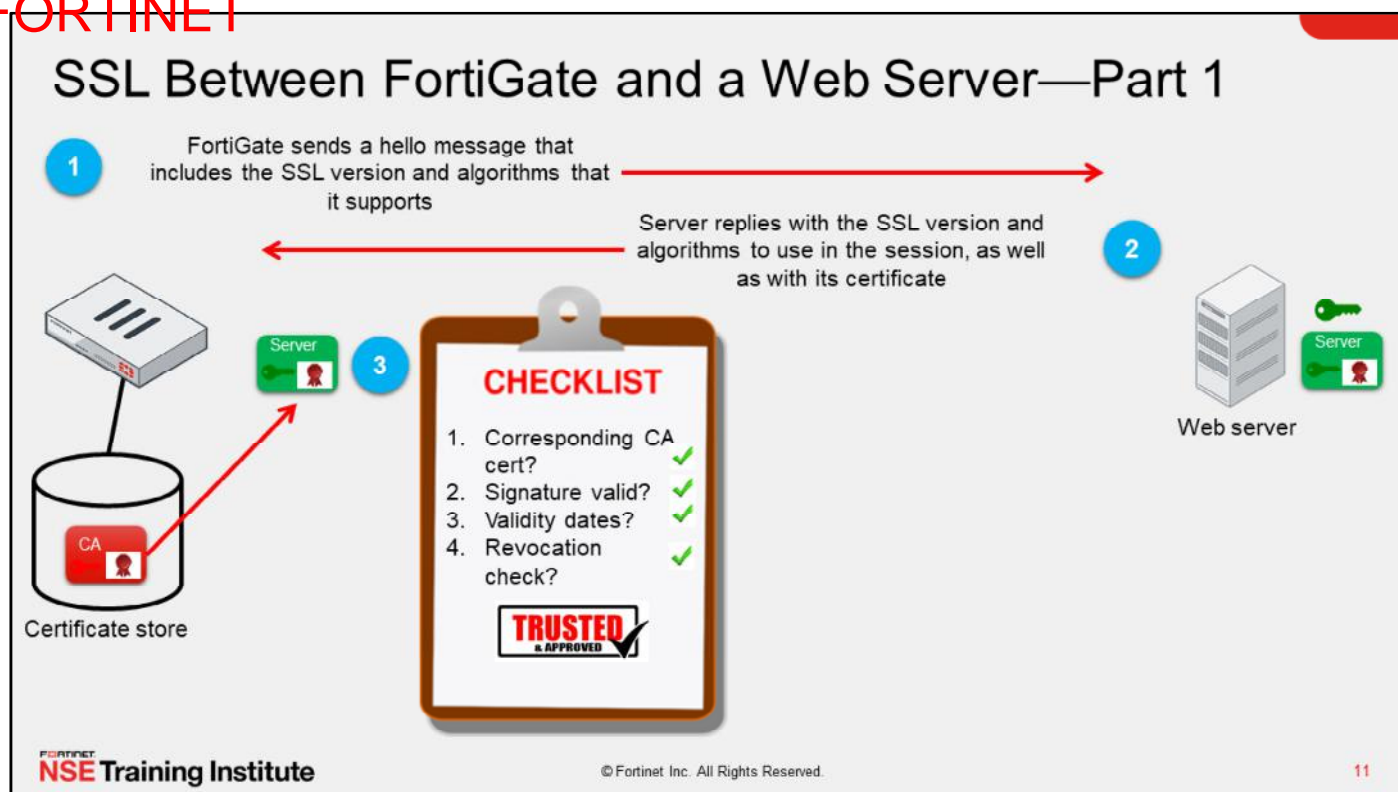 FORTINET
SSL Between FortiGate and a Web Server—Part 1
1
FortiGate sends a hello message that
includes the SSL version and algorithms that
it supports
Server replies with the SSL version and
algorithms to use in the session, as well
as with its certificate
2
Server
3
CHECKLIST
1. Corresponding CA
cert?
2. Signature valid?
3. Validity dates?
4. Revocation
check?
TRUSTED
& APPROVED
Server
Web server
CA
Certificate store
FORTINET
NSE Training Institute
© Fortinet Inc. All Rights Reserved.
11